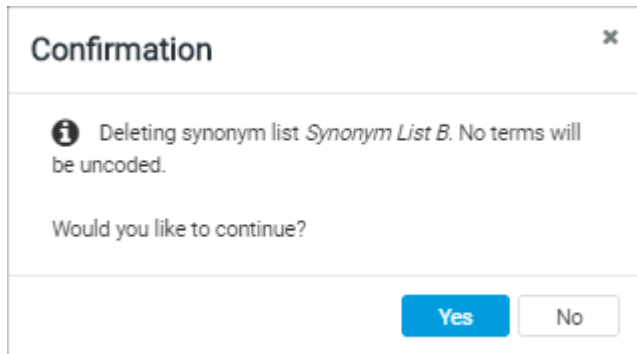 Confirmation
Deleting synonym list Synonym List B. No terms will
be uncoded.
Would you like to continue?
Yes
No